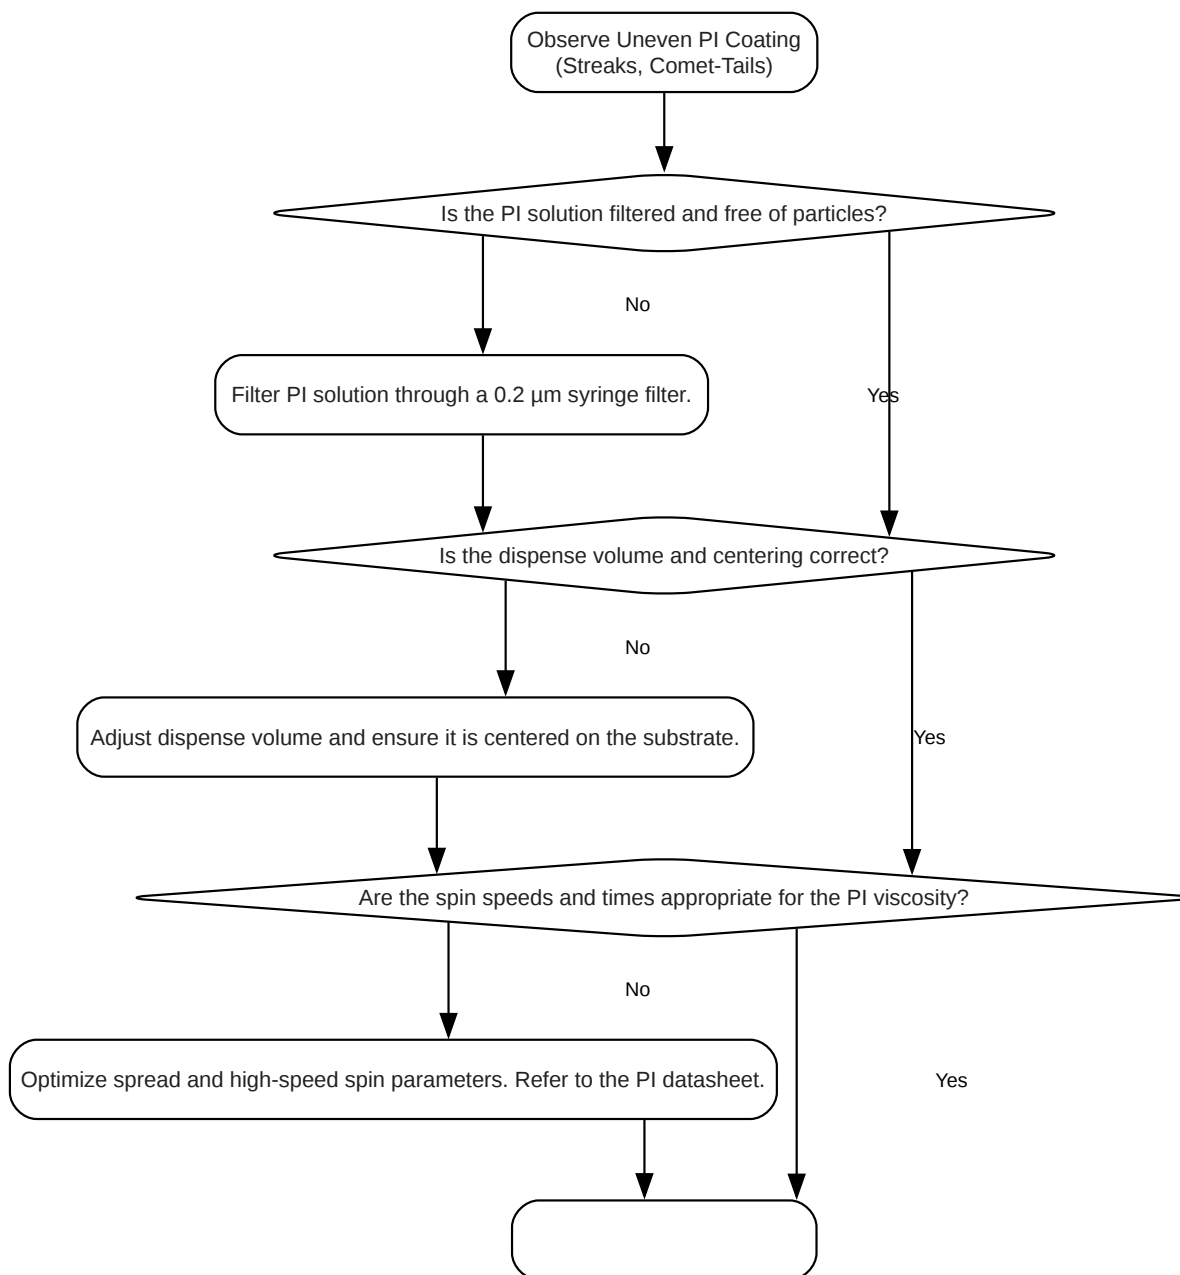 Observe Uneven PI Coating
(Streaks, Comet-Tails)
Is the PI solution filtered and free of particles?
No
Filter PI solution through a 0.2 µm syringe filter.
Yes
Is the dispense volume and centering correct?
No
Adjust dispense volume and ensure it is centered on the substrate.
Yes
Are the spin speeds and times appropriate for the PI viscosity?
No
Optimize spread and high-speed spin parameters. Refer to the PI datasheet.
Yes